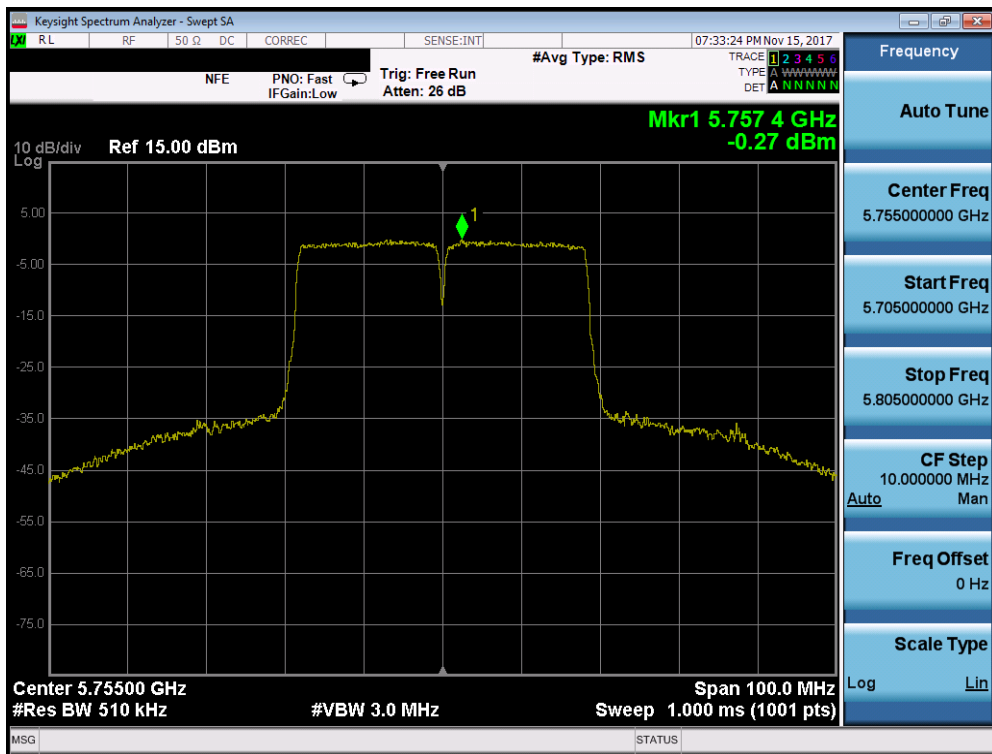 Keysight Spectrum Analyzer - Swept SA
LXI RL RF 50 Ω DC CORREC SENSE:INT 07:33:24 PM Nov 15, 2017
#Avg Type: RMS
TRACE 1 2 3 4 5 6
TYPE A WWWWW
DET A N N N N N
NFE PNO: Fast Trig: Free Run
IFGain:Low Atten: 26 dB
Mkr1 5.757 4 GHz
-0.27 dBm
10 dB/div Ref 15.00 dBm
Log
1
5.00
-5.00
-15.0
-25.0
-35.0
-45.0
-55.0
-65.0
-75.0
Center 5.75500 GHz Span 100.0 MHz
#Res BW 510 kHz #VBW 3.0 MHz Sweep 1.000 ms (1001 pts)
MSG STATUS
Frequency
Auto Tune
Center Freq
5.755000000 GHz
Start Freq
5.705000000 GHz
Stop Freq
5.805000000 GHz
CF Step
10.000000 MHz
Auto Man
Freq Offset
0 Hz
Scale Type
Log Lin